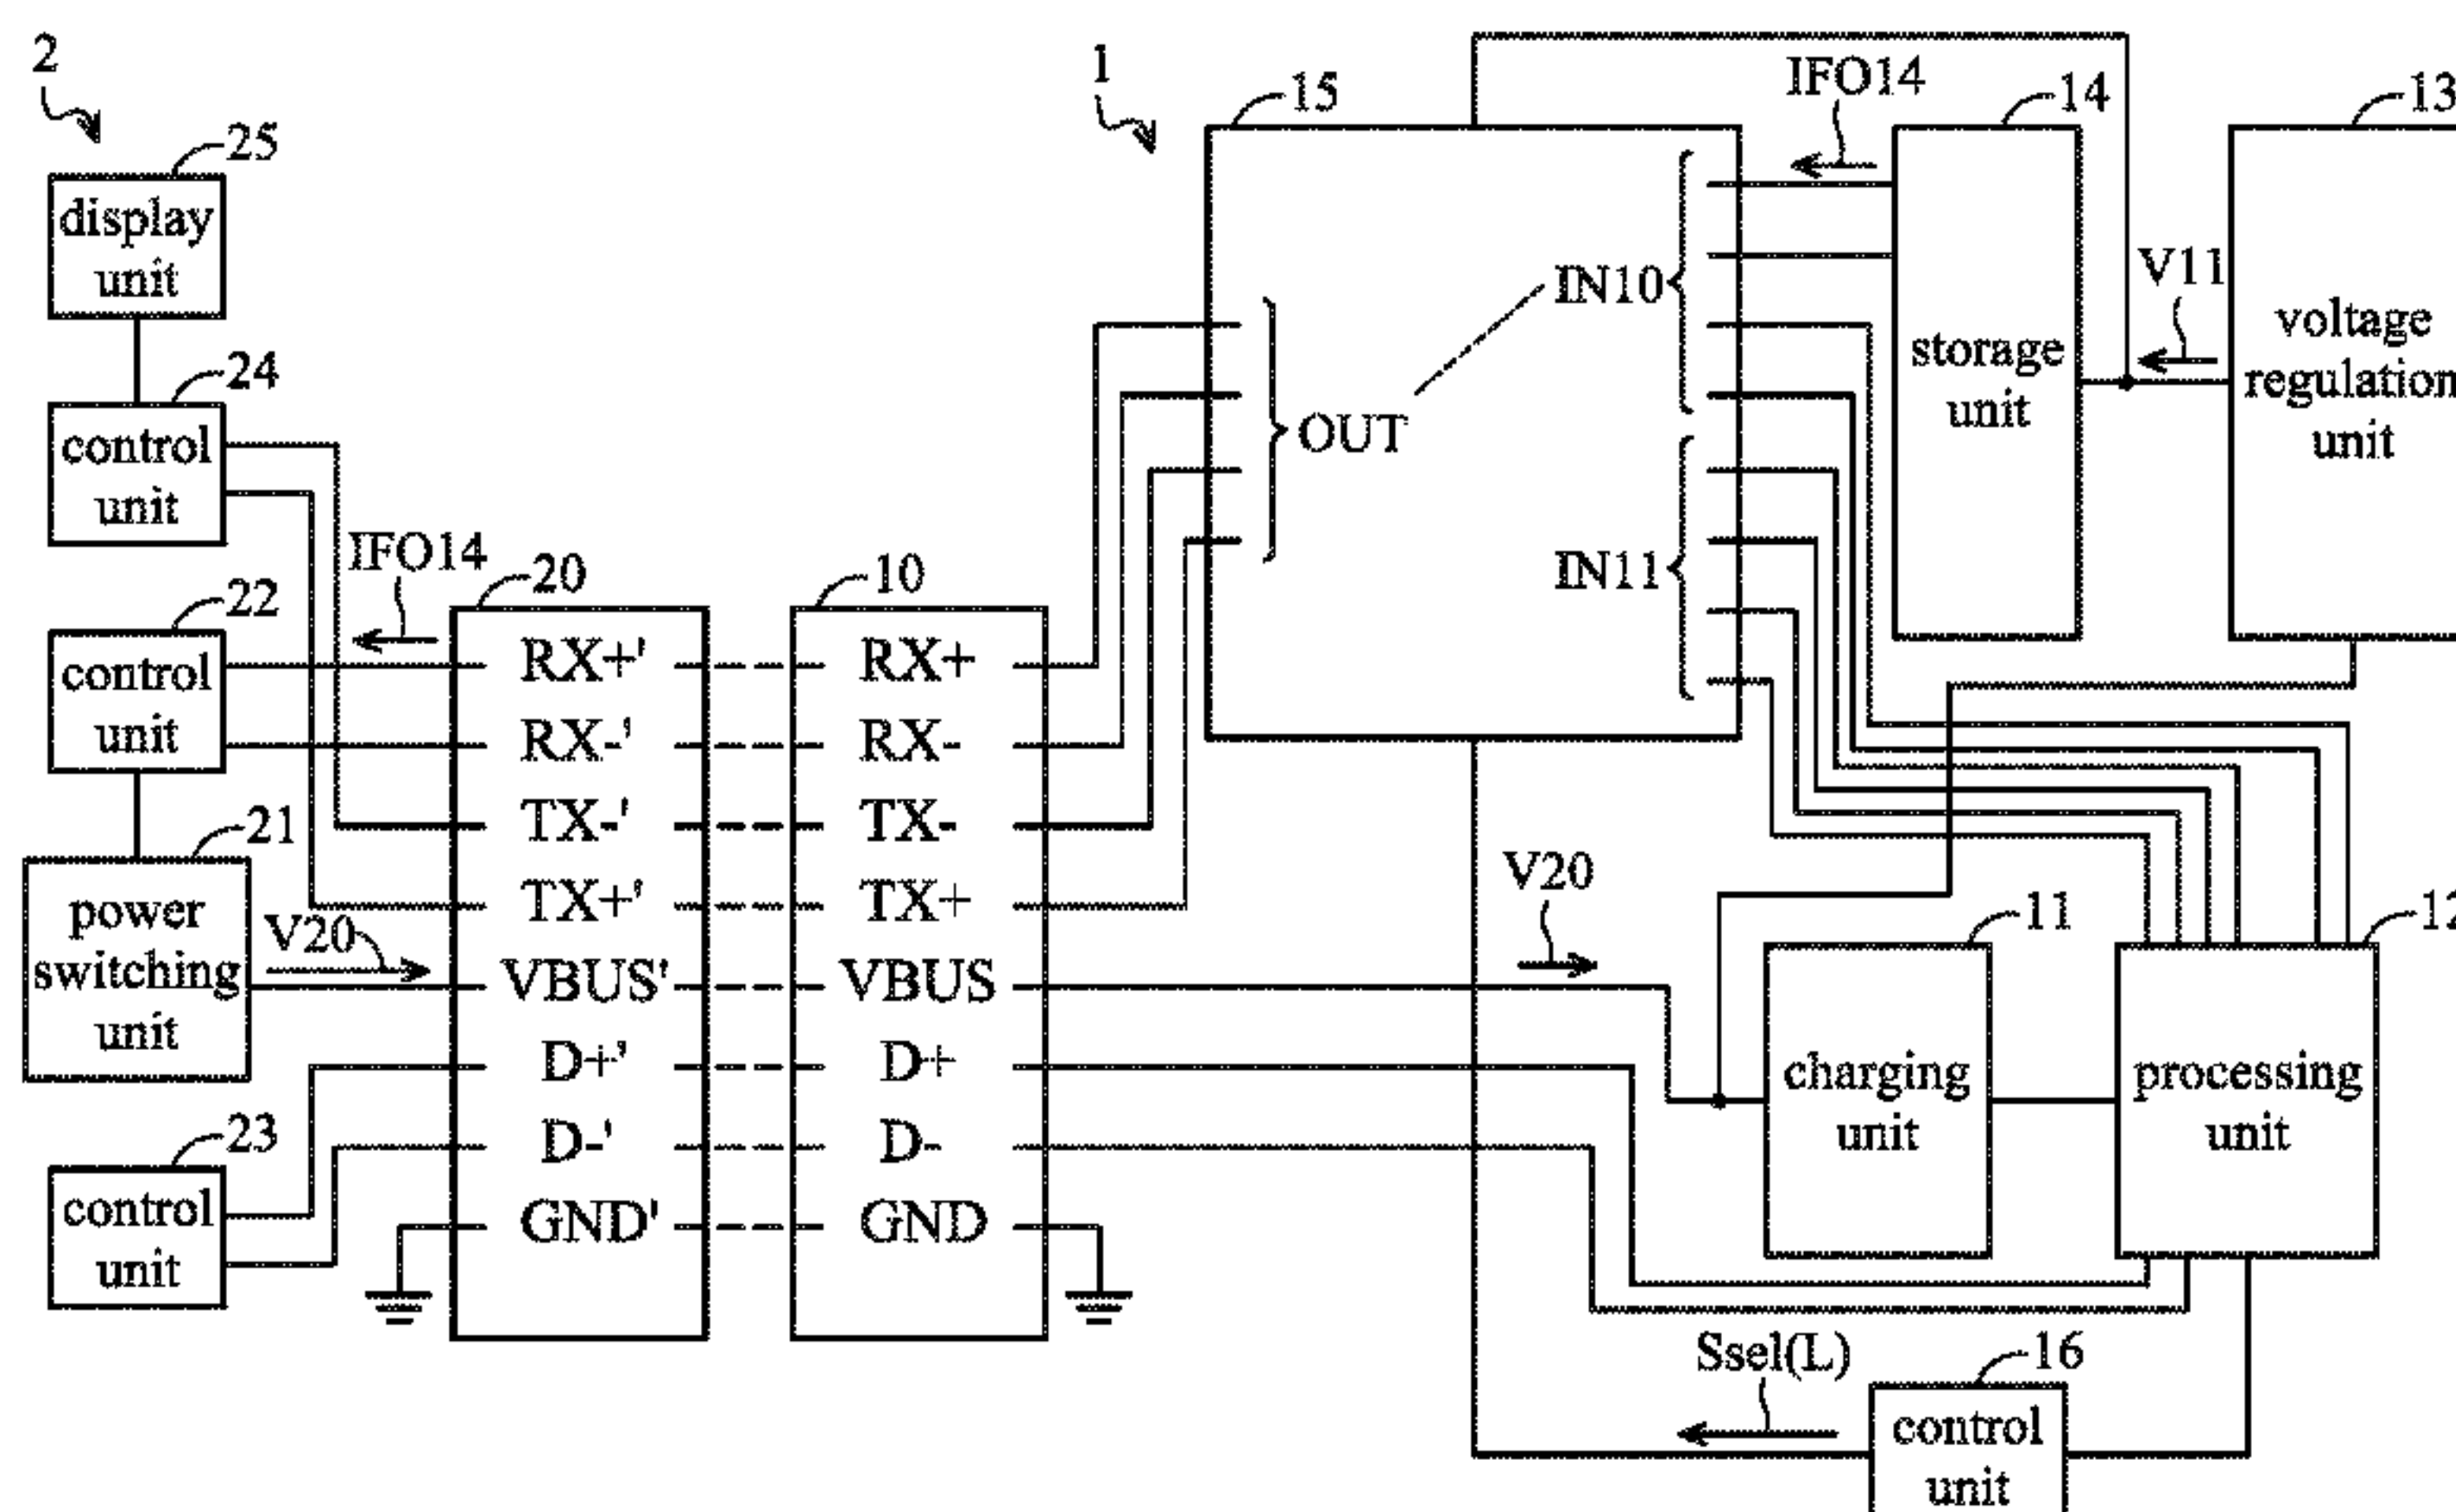 2
1
25
display
unit
24
control
unit
22
control
unit
21
power
switching
unit
V20
23
control
unit
IFO14
20
RX+'
RX-'
TX-'
TX+'
VBUS'
D+'
D-'
GND'
10
RX+
RX-
TX-
TX+
VBUS
D+
D-
GND
15
OUT
IN10
IN11
IFO14
14
storage
unit
V11
13
voltage
regulation
unit
V20
11
charging
unit
12
processing
unit
Ssel(L)
16
control
unit